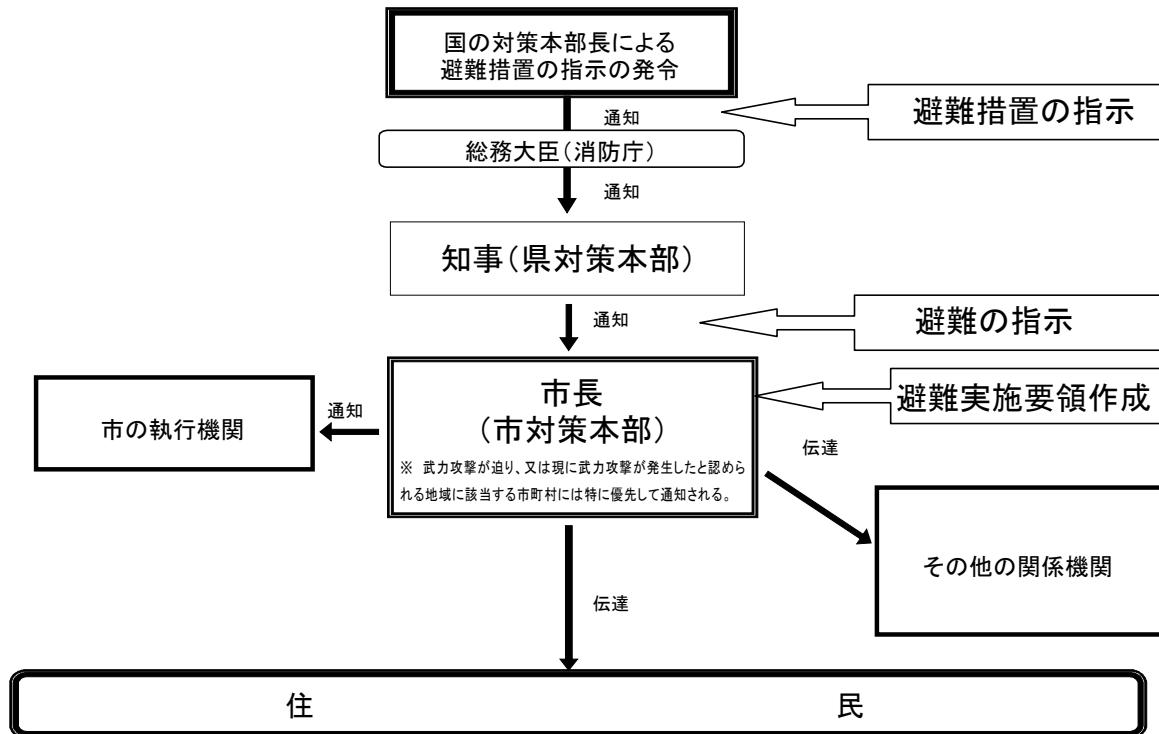 国の対策本部長による
避難措置の指示の発令
通知
避難措置の指示
総務大臣(消防庁)
通知
知事(県対策本部)
通知
避難の指示
市長
(市対策本部)
※ 武力攻撃が迫り、又は現に武力攻撃が発生したと認めら
れる地域に該当する市町村には特に優先して通知される。
避難実施要領作成
通知
市の執行機関
伝達
その他の関係機関
伝達
住 民